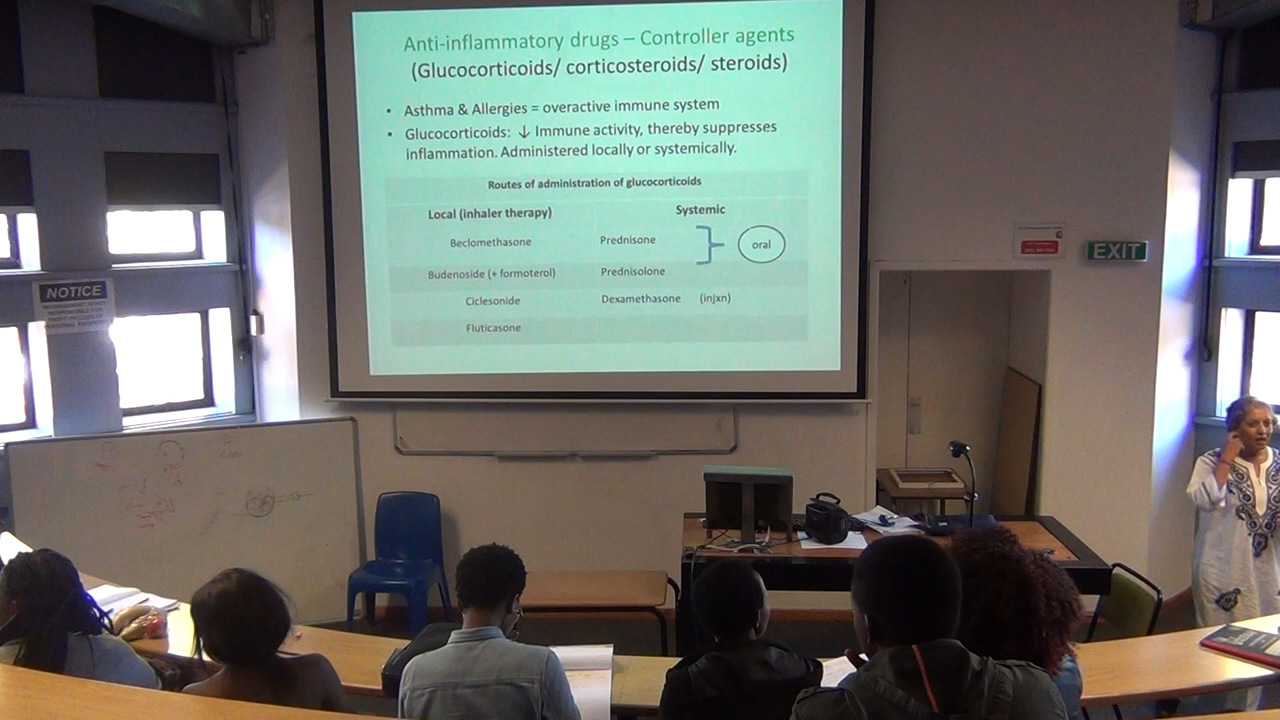 Anti-inflammatory drugs – Controller agents
(Glucocorticoids/ corticosteroids/ steroids)
• Asthma & Allergies = overactive immune system
• Glucocorticoids: ↓ Immune activity, thereby suppresses
inflammation. Administered locally or systemically.
Routes of administration of glucocorticoids
Local (inhaler therapy) Systemic
Beclomethasone Prednisone oral
Budenoside (+ formoterol) Prednisolone
Ciclesonide Dexamethasone (injxn)
Fluticasone
EXIT
NOTICE